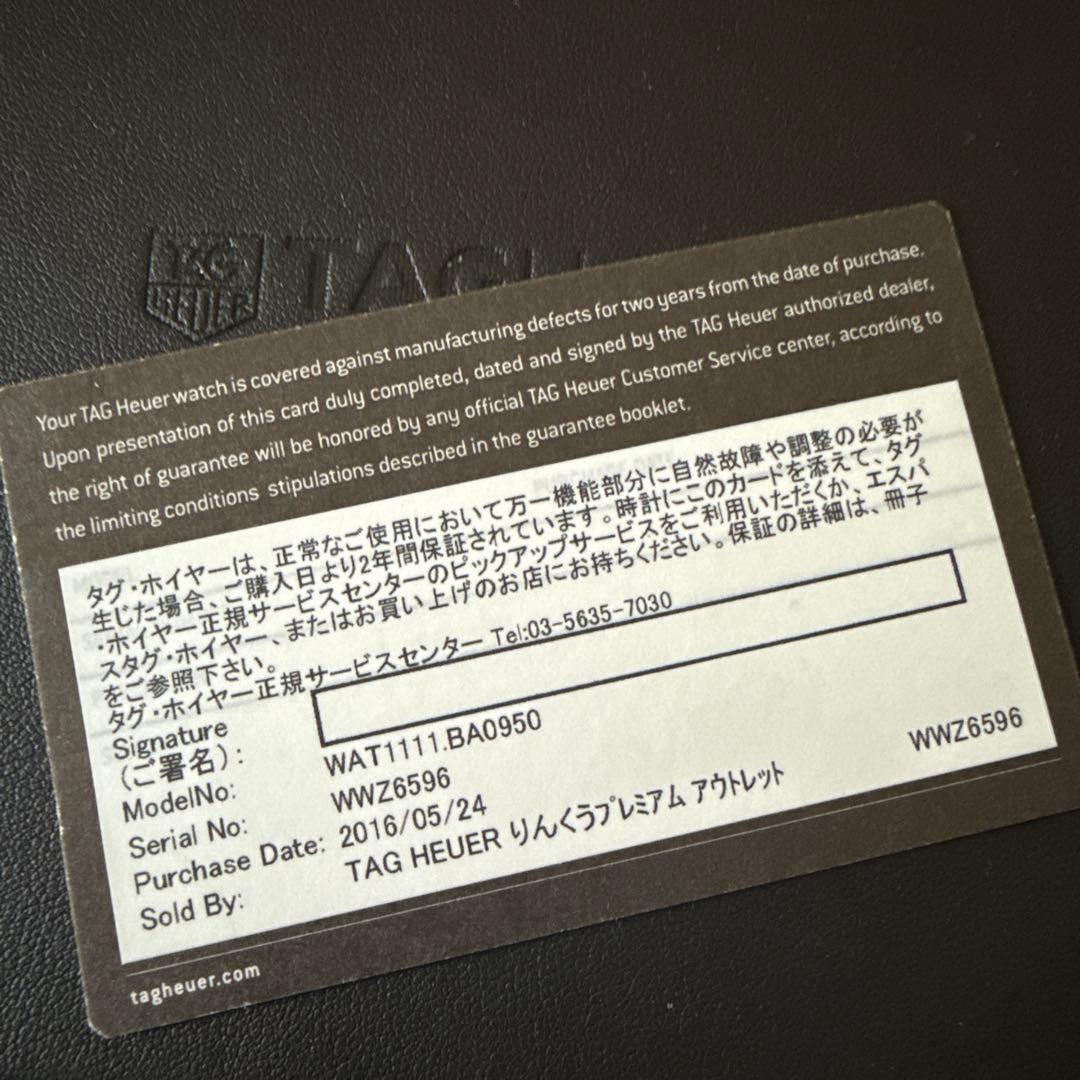 TAG
HEUER
TAGH
Your TAG Heuer watch is covered against manufacturing defects for two years from the date of purchase.
Upon presentation of this card duly completed, dated and signed by the TAG Heuer authorized dealer,
the right of guarantee will be honored by any official TAG Heuer Customer Service center, according to
the limiting conditions stipulations described in the guarantee booklet.
タグ・ホイヤーは、正常なご使用において万一機能部分に自然故障や調整の必要が
生じた場合、ご購入日より2年間保証されています。時計にこのカードを添えて、タグ
・ホイヤー正規サービスセンターのピックアップサービスをご利用いただくか、エスパ
スタグ・ホイヤー、またはお買い上げのお店にお持ちください。保証の詳細は、冊子
をご参照下さい。
タグ・ホイヤー正規サービスセンター Tel:03-5635-7030
Signature
(ご署名):
ModelNo: WAT1111.BA0950
Serial No: WWZ6596
Purchase Date: 2016/05/24 WWZ6596
Sold By: TAG HEUER りんくうプレミアム アウトレット
tagheuer.com